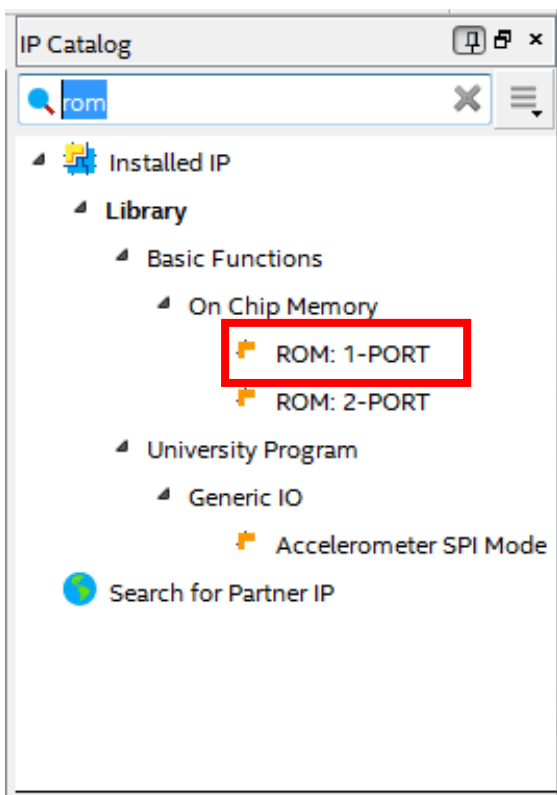 IP Catalog
rom
Installed IP
Library
Basic Functions
On Chip Memory
ROM: 1-PORT
ROM: 2-PORT
University Program
Generic IO
Accelerometer SPI Mode
Search for Partner IP